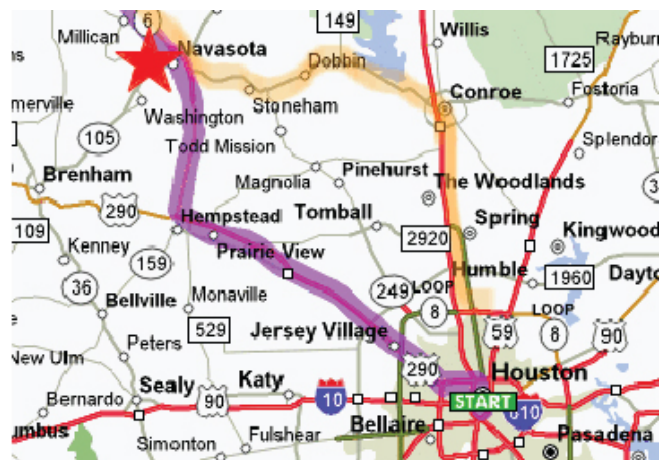 6
149
Willis
Rayburn
Millican
Navasota
1725
Dobbin
Fostoria
Conroe
merville
Washington
Stoneham
105
Todd Mission
Splendor
Brenham
Magnolia
Pinehurst
The Woodlands
3
290
Hempstead
Tomball
Spring
109
Kenney
159
Prairie View
2920
Kingwood
Humble
1960
Dayto
36
249
LOOP
8
Bellville
Monaville
59
LOOP
8
90
529
Jersey Village
New Ulm
Peters
290
Houston
Bernardo
Sealy
90
Katy
10
START
610
umbus
Bellaire
Pasadena
Simonton
Fulshear